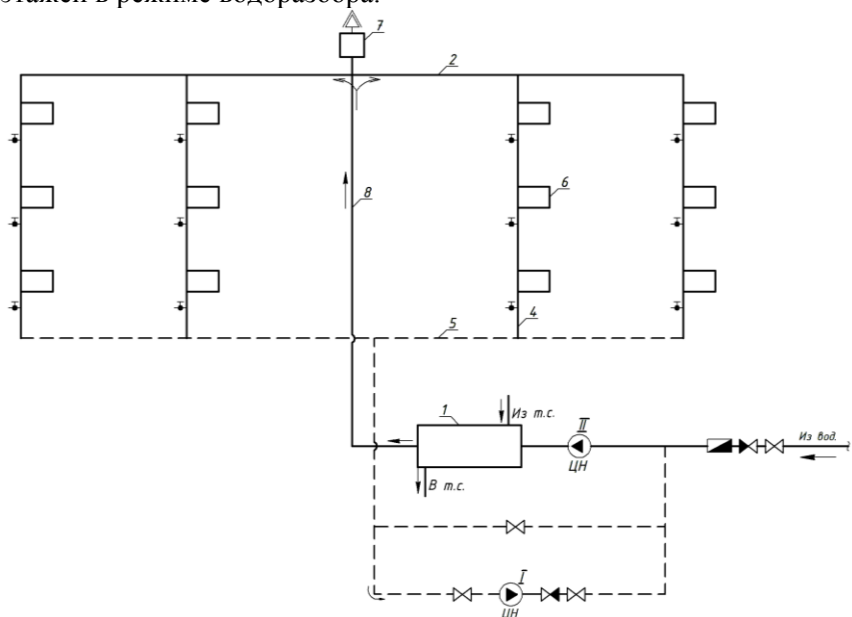 этажей в режиме водоразбора.
7
2
8
6
4
5
1
Из т.с.
II
ЦН
Из вод.
В т.с.
I
ЦН